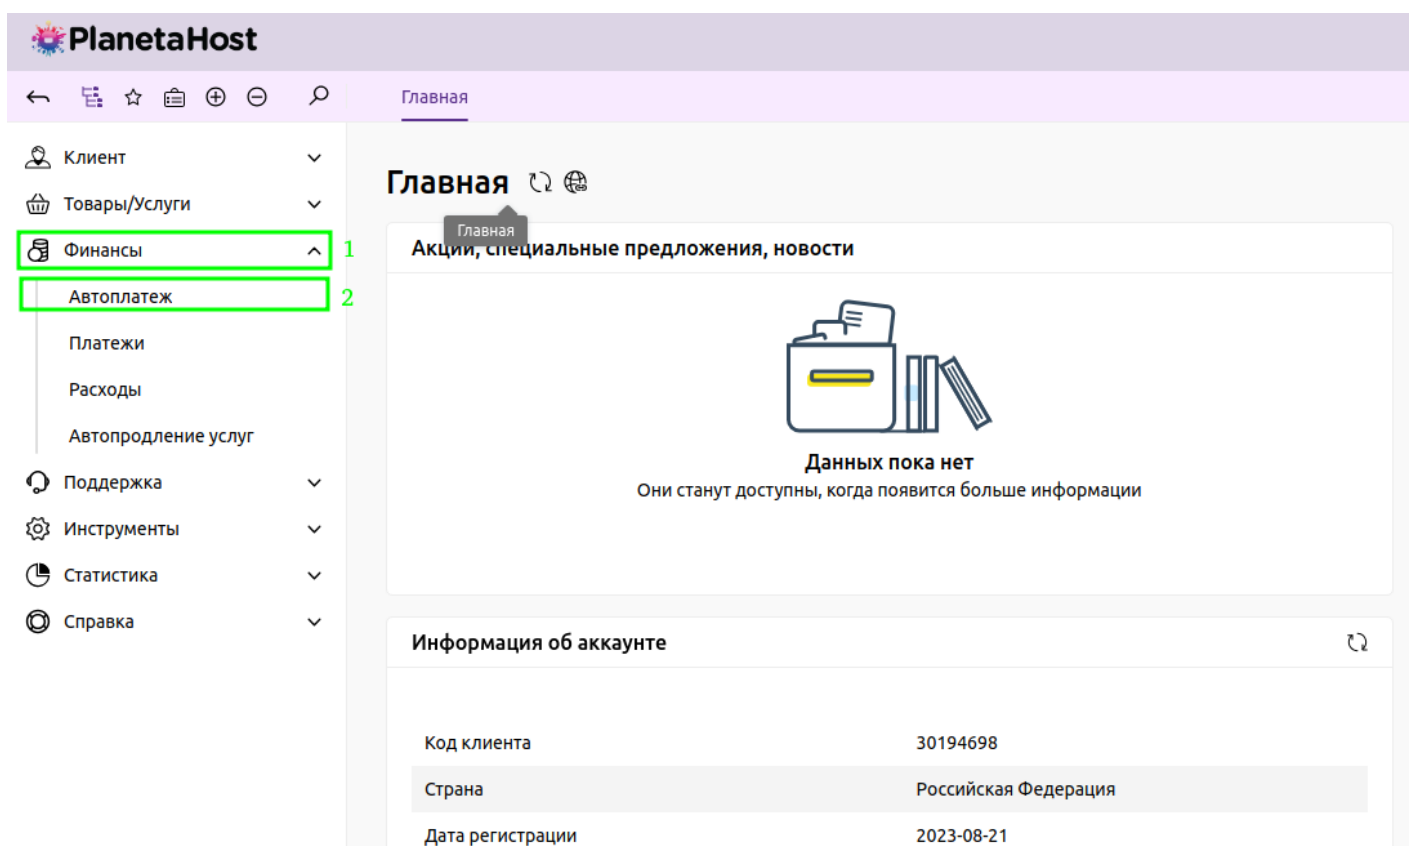 PlanetaHost
Главная
Клиент
Товары/Услуги
Финансы 1
Автоплатеж 2
Платежи
Расходы
Автопродление услуг
Поддержка
Инструменты
Статистика
Справка
Главная
Главная
Акции, специальные предложения, новости
Данных пока нет
Они станут доступны, когда появится больше информации
Информация об аккаунте
Код клиента 30194698
Страна Российская Федерация
Дата регистрации 2023-08-21